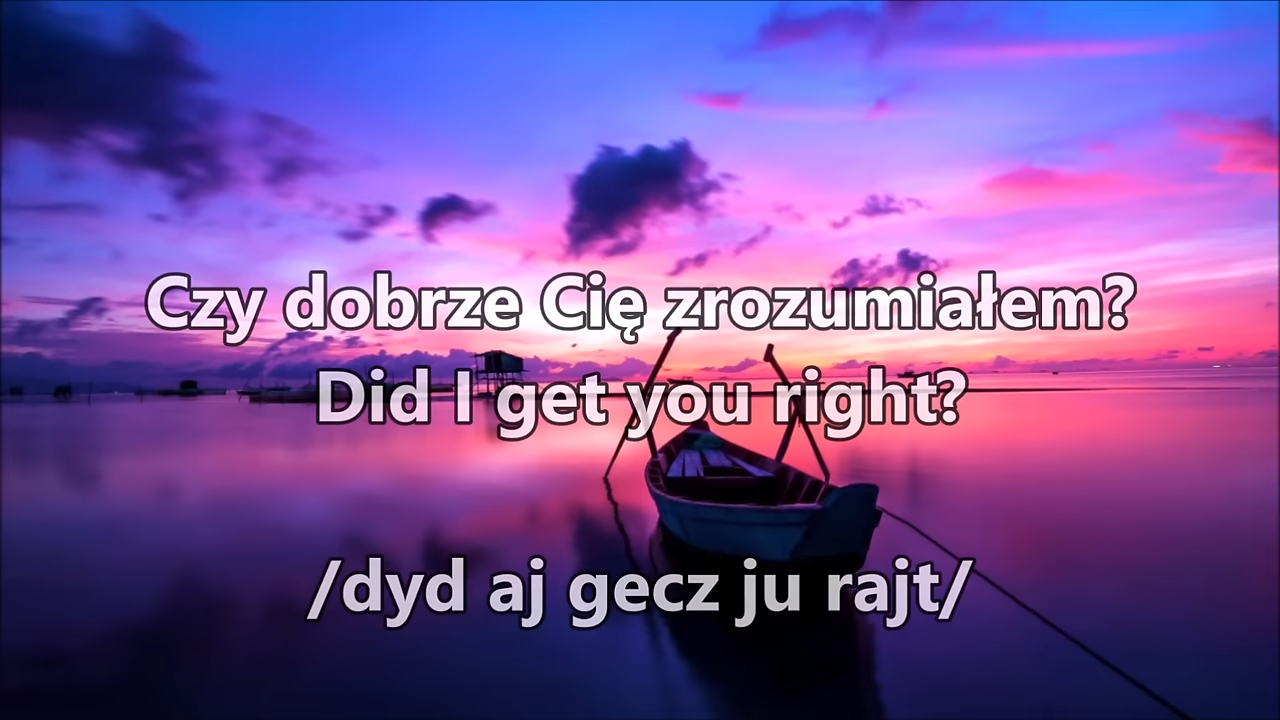 Czy dobrze Cię zrozumiałem?
Did I get you right?
/dyd aj gecz ju rajt/